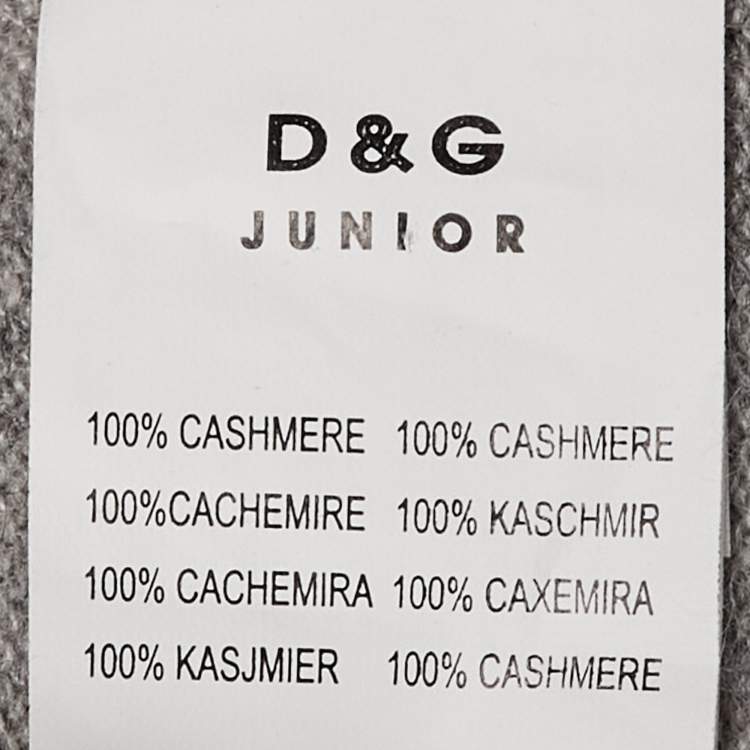 D&G
JUNIOR
100% CASHMERE 100% CASHMERE
100%CACHEMIRE 100% KASCHMIR
100% CACHEMIRA 100% CAXEMIRA
100% KASJMIER 100% CASHMERE